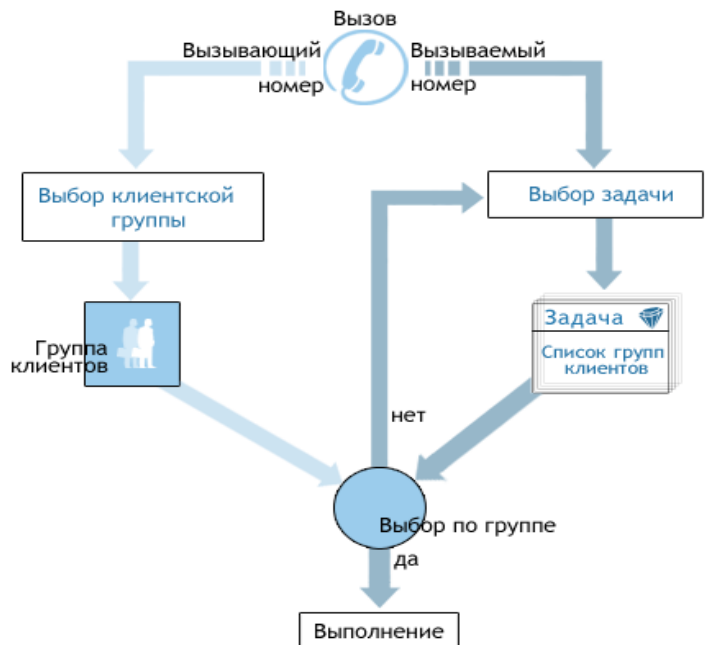 Вызов
Вызывающий
номер
Вызываемый
номер
Выбор клиентской
группы
Выбор задачи
Группа
клиентов
Задача
Список групп
клиентов
нет
Выбор по группе
да
Выполнение